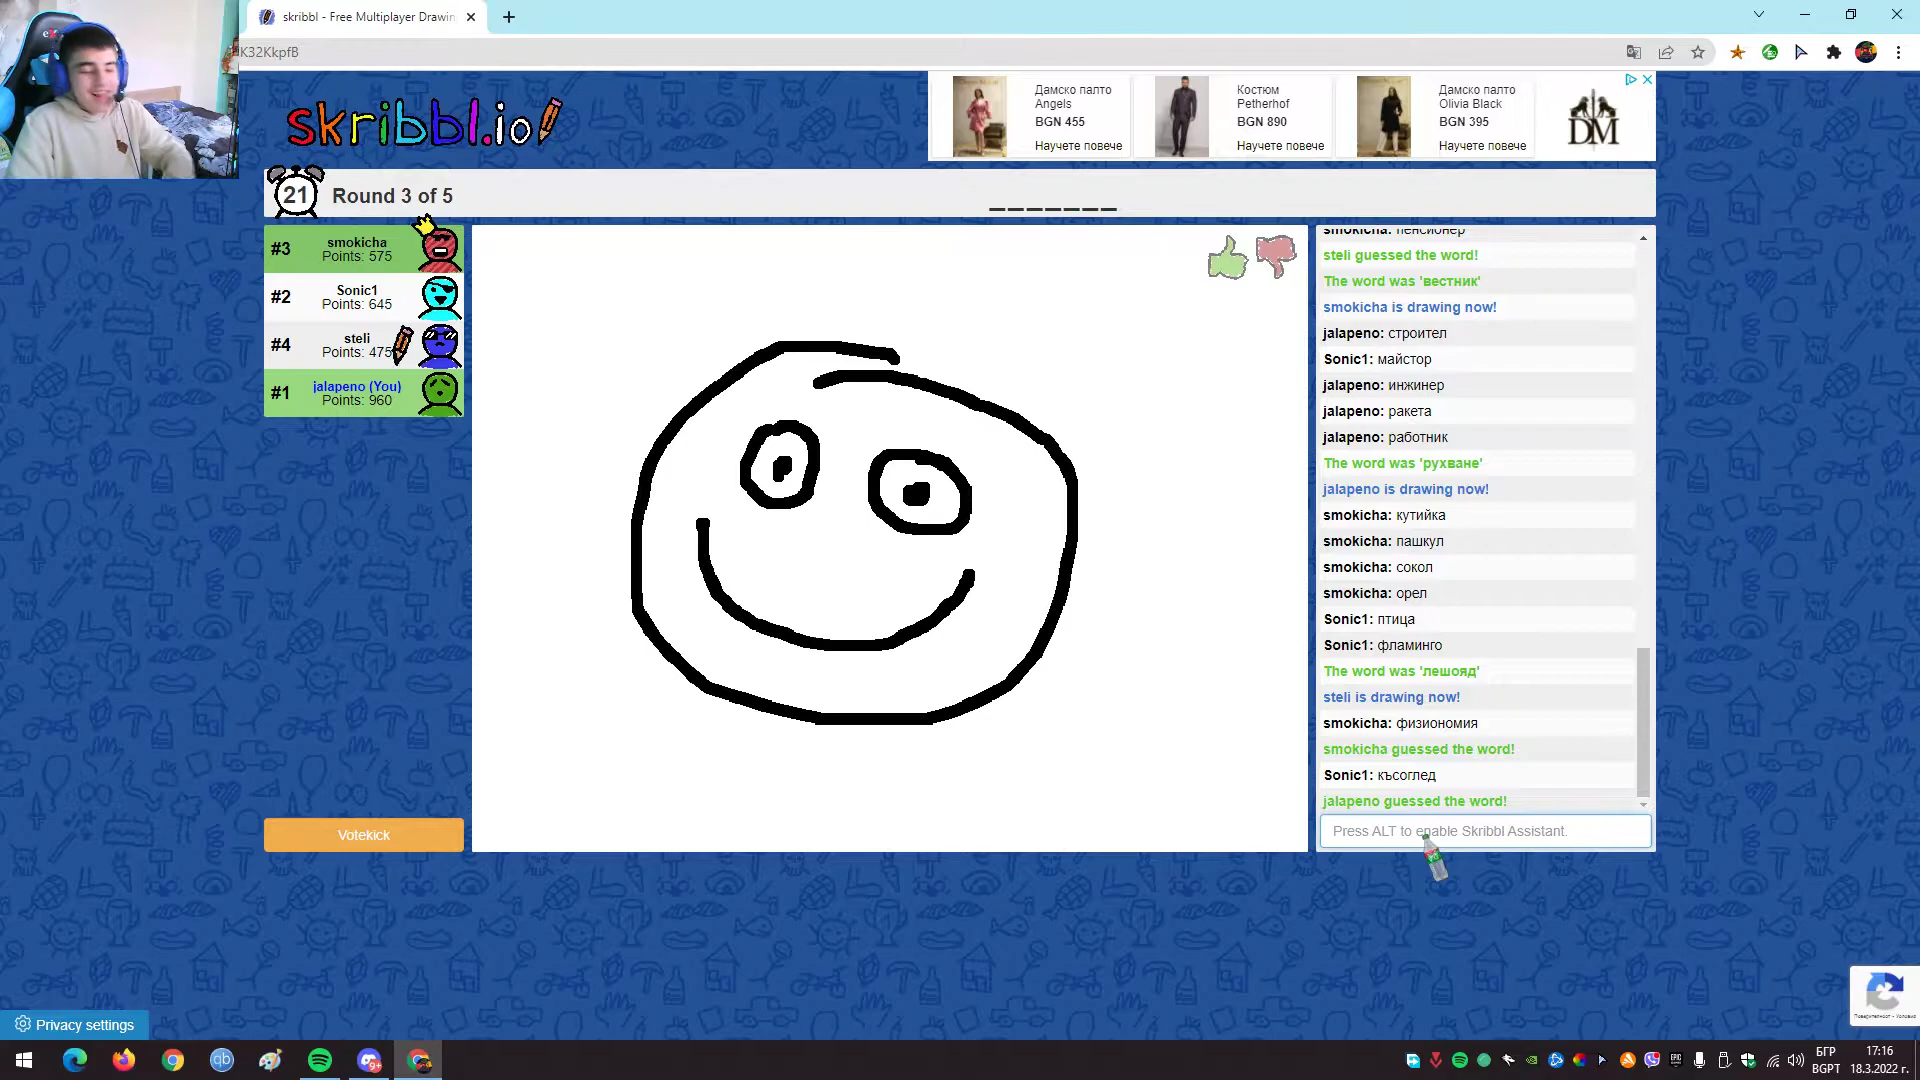 skribbl - Free Multiplayer Drawin
K32KkpfB
skribbl.io
Дамско палто
Angels
BGN 455
Научете повече
Костюм
Petherhof
BGN 890
Научете повече
Дамско палто
Olivia Black
BGN 395
Научете повече
DM
21
Round 3 of 5
_ _ _ _ _ _ _
#3
smokicha
Points: 575
#2
Sonic1
Points: 645
#4
steli
Points: 475
#1
jalapeno (You)
Points: 960
Votekick
smokicha: пенсионер
steli guessed the word!
The word was 'вестник'
smokicha is drawing now!
jalapeno: строител
Sonic1: майстор
jalapeno: инжинер
jalapeno: ракета
jalapeno: работник
The word was 'рухване'
jalapeno is drawing now!
smokicha: кутийка
smokicha: пашкул
smokicha: сокол
smokicha: орел
Sonic1: птица
Sonic1: фламинго
The word was 'лешояд'
steli is drawing now!
smokicha: физиономия
smokicha guessed the word!
Sonic1: късоглед
jalapeno guessed the word!
Press ALT to enable Skribbl Assistant.
Privacy settings
qb
9+
EPIC
БГР
BGPT
17:16
18.3.2022 г.